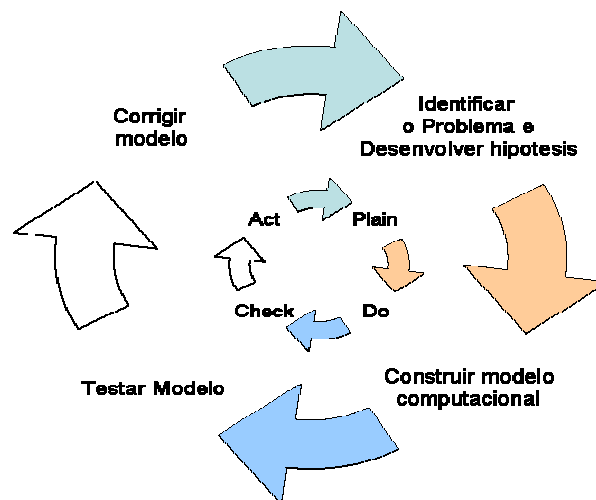 Corrigir
modelo
Identificar
o Problema e
Desenvolver hipotesis
Act
Plain
Check
Do
Testar Modelo
Construir modelo
computacional